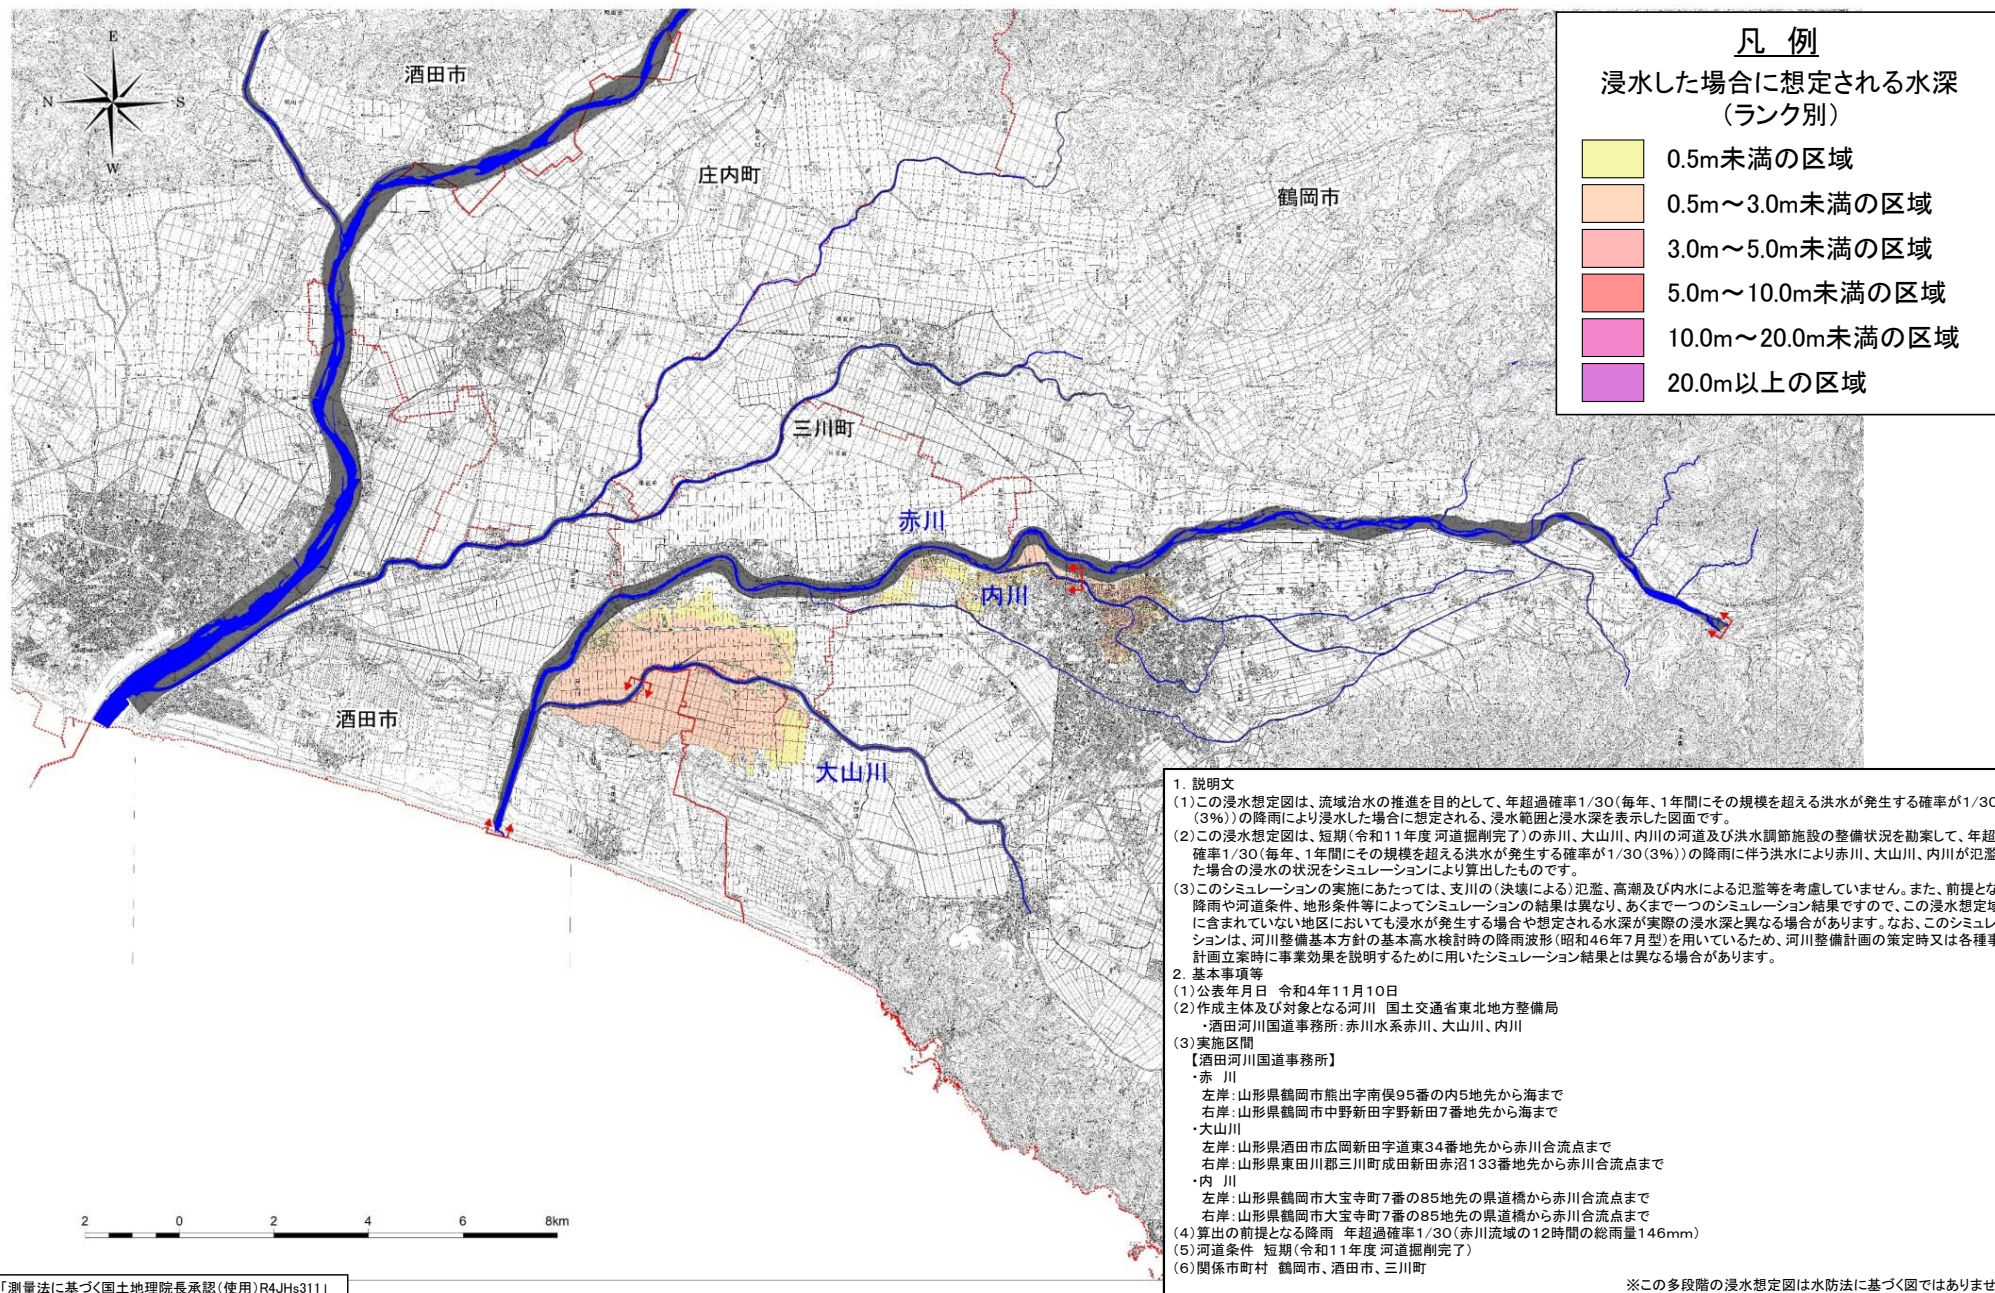 E
N
S
W
酒田市
庄内町
鶴岡市
三川町
赤川
内川
酒田市
大山川
凡 例
浸水した場合に想定される水深
(ランク別)
0.5m未満の区域
0.5m～3.0m未満の区域
3.0m～5.0m未満の区域
5.0m～10.0m未満の区域
10.0m～20.0m未満の区域
20.0m以上の区域
1. 説明文
(1)この浸水想定図は、流域治水の推進を目的として、年超過確率1/30(毎年、1年間にその規模を超える洪水が発生する確率が1/30
(3%))の降雨により浸水した場合に想定される、浸水範囲と浸水深を表示した図面です。
(2)この浸水想定図は、短期(令和11年度 河道掘削完了)の赤川、大山川、内川の河道及び洪水調節施設の整備状況を勘案して、年超
確率1/30(毎年、1年間にその規模を超える洪水が発生する確率が1/30(3%))の降雨に伴う洪水により赤川、大山川、内川が氾濫
た場合の浸水の状況をシミュレーションにより算出したものです。
(3)このシミュレーションの実施にあたっては、支川の(決壊による)氾濫、高潮及び内水による氾濫等を考慮していません。また、前提とな
降雨や河道条件、地形条件等によってシミュレーションの結果は異なり、あくまで一つのシミュレーション結果ですので、この浸水想定域
に含まれていない地区においても浸水が発生する場合や想定される水深が実際の浸水深と異なる場合があります。なお、このシミュレ
ションは、河川整備基本方針の基本高水検討時の降雨波形(昭和46年7月型)を用いているため、河川整備計画の策定時又は各種事
計画立案時に事業効果を説明するために用いたシミュレーション結果とは異なる場合があります。
2. 基本事項等
(1)公表年月日 令和4年11月10日
(2)作成主体及び対象となる河川 国土交通省東北地方整備局
・酒田河川国道事務所:赤川水系赤川、大山川、内川
(3)実施区間
【酒田河川国道事務所】
・赤 川
左岸:山形県鶴岡市熊出字南俣95番の内5地先から海まで
右岸:山形県鶴岡市中野新田字野新田7番地先から海まで
・大山川
左岸:山形県酒田市広岡新田字道東34番地先から赤川合流点まで
右岸:山形県東田川郡三川町成田新田赤沼133番地先から赤川合流点まで
・内 川
左岸:山形県鶴岡市大宝寺町7番の85地先の県道橋から赤川合流点まで
右岸:山形県鶴岡市大宝寺町7番の85地先の県道橋から赤川合流点まで
(4)算出の前提となる降雨 年超過確率1/30(赤川流域の12時間の総雨量146mm)
(5)河道条件 短期(令和11年度 河道掘削完了)
(6)関係市町村 鶴岡市、酒田市、三川町
※この多段階の浸水想定図は水防法に基づく図ではありませ
2 0 2 4 6 8km
「測量法に基づく国土地理院長承認(使用)R4JHs311」